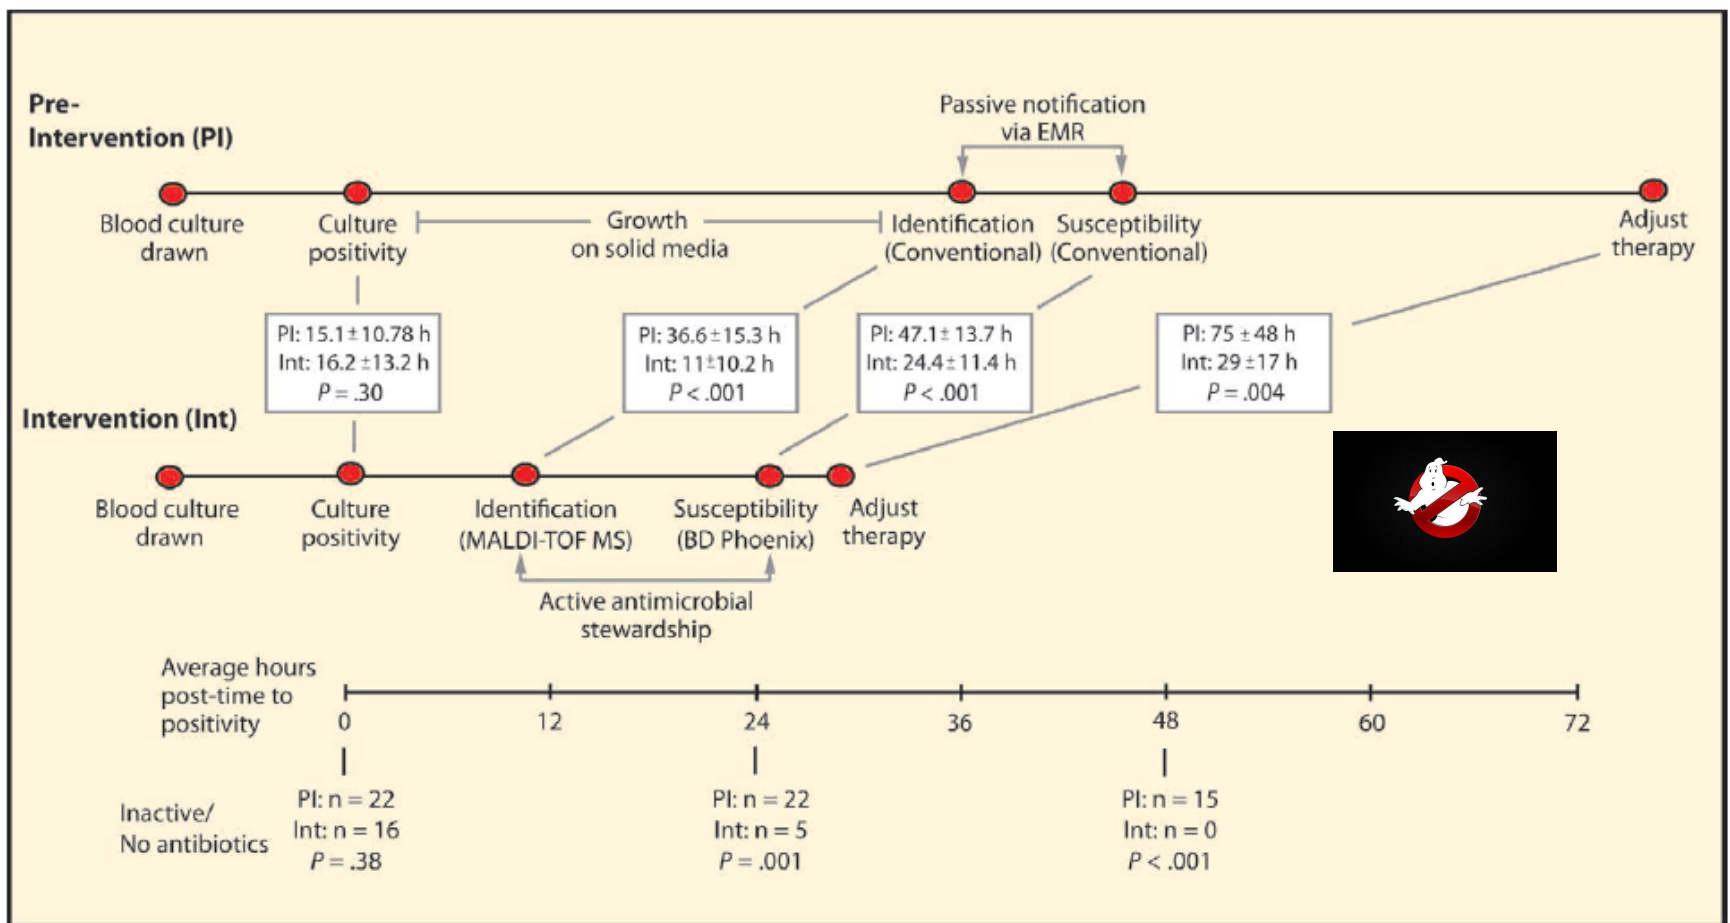 Pre-
Intervention (PI)
Passive notification
via EMR
Blood culture
drawn
Culture
positivity
Growth
on solid media
Identification
(Conventional)
Susceptibility
(Conventional)
Adjust
therapy
PI: 15.1±10.78 h
Int: 16.2 ±13.2 h
P = .30
PI: 36.6 ±15.3 h
Int: 11±10.2 h
P < .001
PI: 47.1± 13.7 h
Int: 24.4±11.4 h
P < .001
PI: 75 ±48 h
Int: 29 ±17 h
P = .004
Intervention (Int)
Blood culture
drawn
Culture
positivity
Identification
(MALDI-TOF MS)
Susceptibility
(BD Phoenix)
Adjust
therapy
Active antimicrobial
stewardship
Average hours
post-time to
positivity
0 12 24 36 48 60 72
Inactive/
No antibiotics
PI: n = 22
Int: n = 16
P = .38
PI: n = 22
Int: n = 5
P = .001
PI: n = 15
Int: n = 0
P < .001